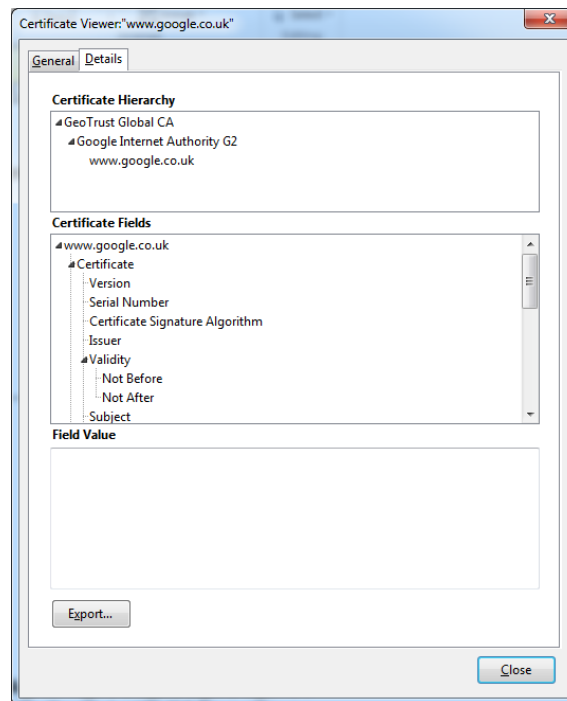 Certificate Viewer:"www.google.co.uk"
General Details
Certificate Hierarchy
GeoTrust Global CA
Google Internet Authority G2
www.google.co.uk
Certificate Fields
www.google.co.uk
Certificate
Version
Serial Number
Certificate Signature Algorithm
Issuer
Validity
Not Before
Not After
Subject
Field Value
Export...
Close